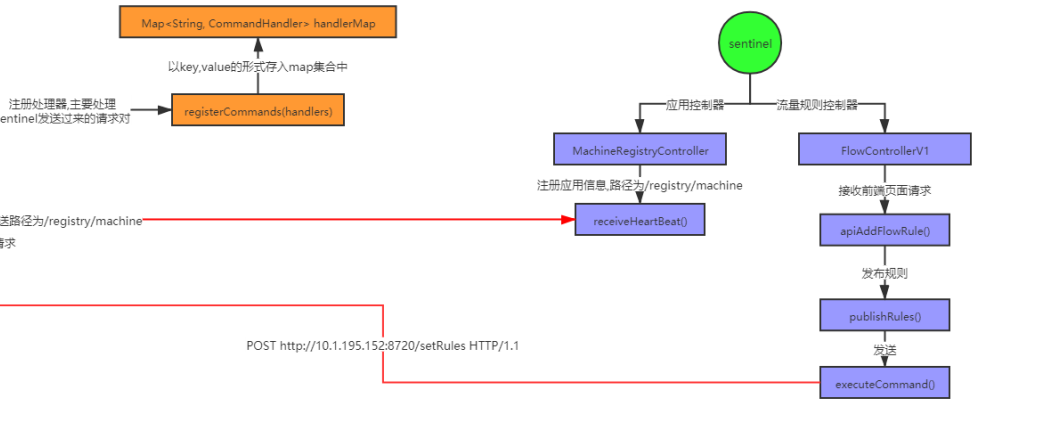 Map<String, CommandHandler> handlerMap
以key,value的形式存入map集合中
注册处理器,主要处理
entinel发送过来的请求对
registerCommands(handlers)
sentinel
应用控制器
流量规则控制器
MachineRegistryController
FlowControllerV1
注册应用信息,路径为/registry/machine
接收前端页面请求
送路径为/registry/machine
请求
receiveHeartBeat()
apiAddFlowRule()
发布规则
publishRules()
POST http://10.1.195.152:8720/setRules HTTP/1.1
发送
executeCommand()